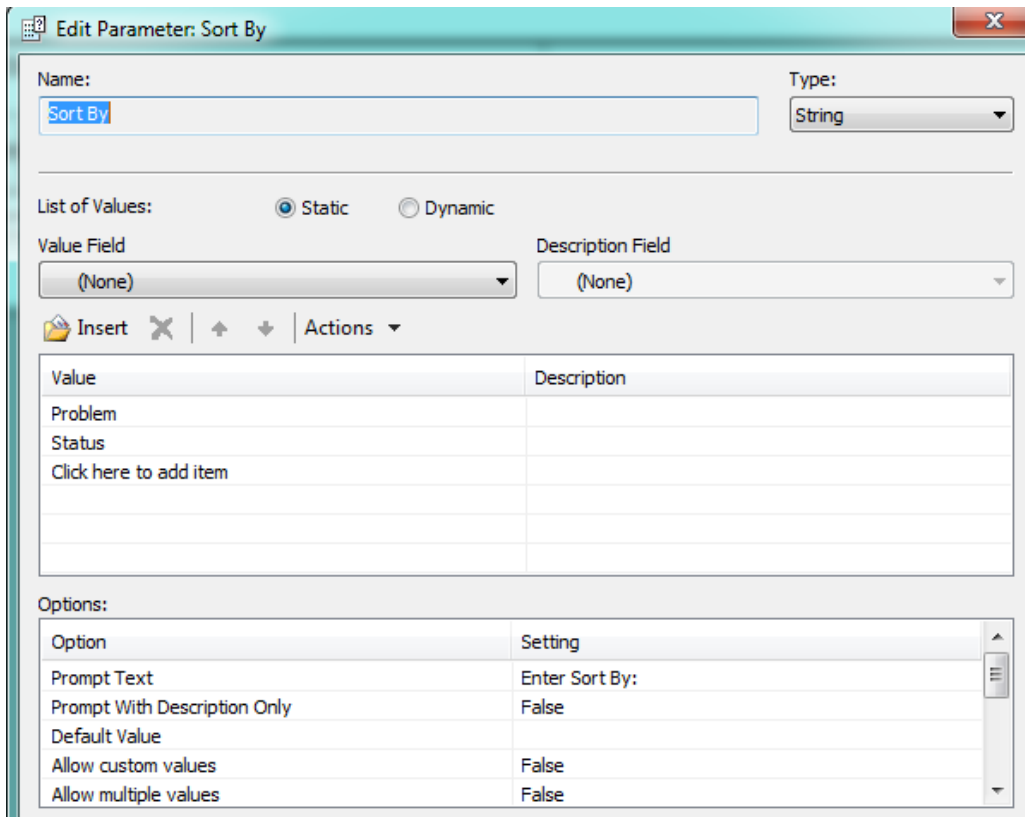 Edit Parameter: Sort By
Name: Type:
Sort By String
List of Values: Static Dynamic
Value Field Description Field
(None) (None)
Insert Actions
Value Description
Problem
Status
Click here to add item
Options:
Option Setting
Prompt Text Enter Sort By:
Prompt With Description Only False
Default Value
Allow custom values False
Allow multiple values False